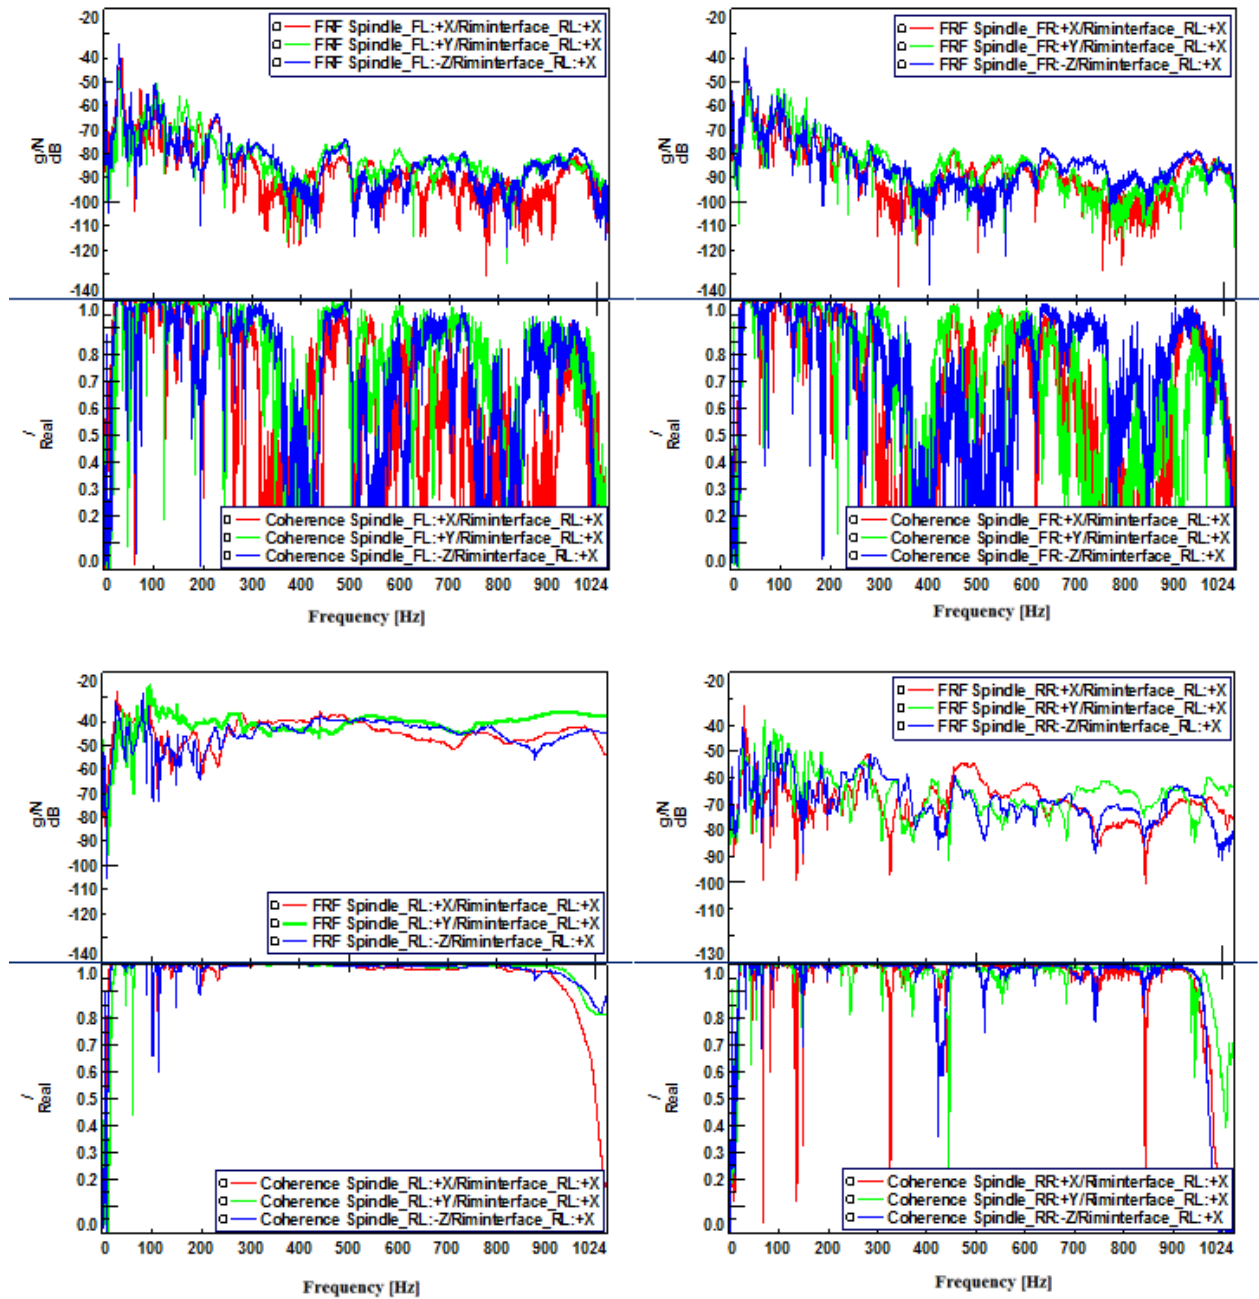 -20
-40
-50
-60
-70
-80
-90
-100
-110
-120
-140
g/N
dB
FRF Spindle_FL:+X/Riminterface_RL:+X
FRF Spindle_FL:+Y/Riminterface_RL:+X
FRF Spindle_FL:-Z/Riminterface_RL:+X
1.0
0.8
0.7
0.6
0.5
0.4
0.3
0.2
0.0
/
Real
Coherence Spindle_FL:+X/Riminterface_RL:+X
Coherence Spindle_FL:+Y/Riminterface_RL:+X
Coherence Spindle_FL:-Z/Riminterface_RL:+X
0 100 200 300 400 500 600 700 800 900 1024
Frequency [Hz]
-20
-40
-50
-60
-70
-80
-90
-100
-110
-120
-140
g/N
dB
FRF Spindle_FR:+X/Riminterface_RL:+X
FRF Spindle_FR:+Y/Riminterface_RL:+X
FRF Spindle_FR:-Z/Riminterface_RL:+X
1.0
0.8
0.7
0.6
0.5
0.4
0.3
0.2
0.0
/
Real
Coherence Spindle_FR:+X/Riminterface_RL:+X
Coherence Spindle_FR:+Y/Riminterface_RL:+X
Coherence Spindle_FR:-Z/Riminterface_RL:+X
0 100 200 300 400 500 600 700 800 900 1024
Frequency [Hz]
-20
-40
-50
-60
-70
-80
-90
-100
-110
-120
-140
g/N
dB
FRF Spindle_RL:+X/Riminterface_RL:+X
FRF Spindle_RL:+Y/Riminterface_RL:+X
FRF Spindle_RL:-Z/Riminterface_RL:+X
1.0
0.8
0.7
0.6
0.5
0.4
0.3
0.2
0.0
/
Real
Coherence Spindle_RL:+X/Riminterface_RL:+X
Coherence Spindle_RL:+Y/Riminterface_RL:+X
Coherence Spindle_RL:-Z/Riminterface_RL:+X
0 100 200 300 400 500 600 700 800 900 1024
Frequency [Hz]
-20
-40
-50
-60
-70
-80
-90
-100
-110
-130
g/N
dB
FRF Spindle_RR:+X/Riminterface_RL:+X
FRF Spindle_RR:+Y/Riminterface_RL:+X
FRF Spindle_RR:-Z/Riminterface_RL:+X
1.0
0.8
0.7
0.6
0.5
0.4
0.3
0.2
0.0
/
Real
Coherence Spindle_RR:+X/Riminterface_RL:+X
Coherence Spindle_RR:+Y/Riminterface_RL:+X
Coherence Spindle_RR:-Z/Riminterface_RL:+X
0 100 200 300 400 500 600 700 800 900 1024
Frequency [Hz]